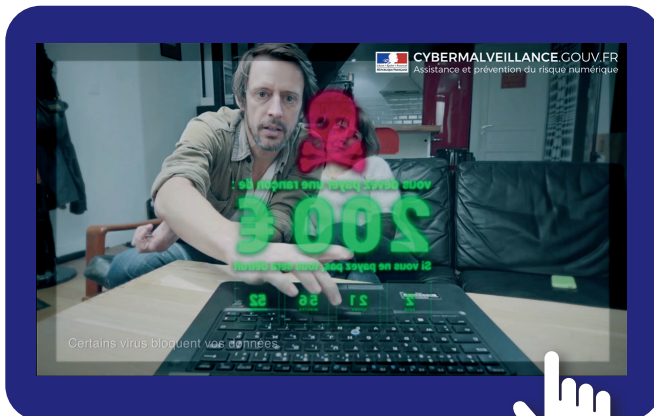 CYBERMALVEILLANCE.GOUV.FR
Assistance et prévention du risque numérique
vous devez payer une rançon de :
200 €
Si vous ne payez pas, tout sera détruit
2 21 56 52
Certains virus bloquent vos données